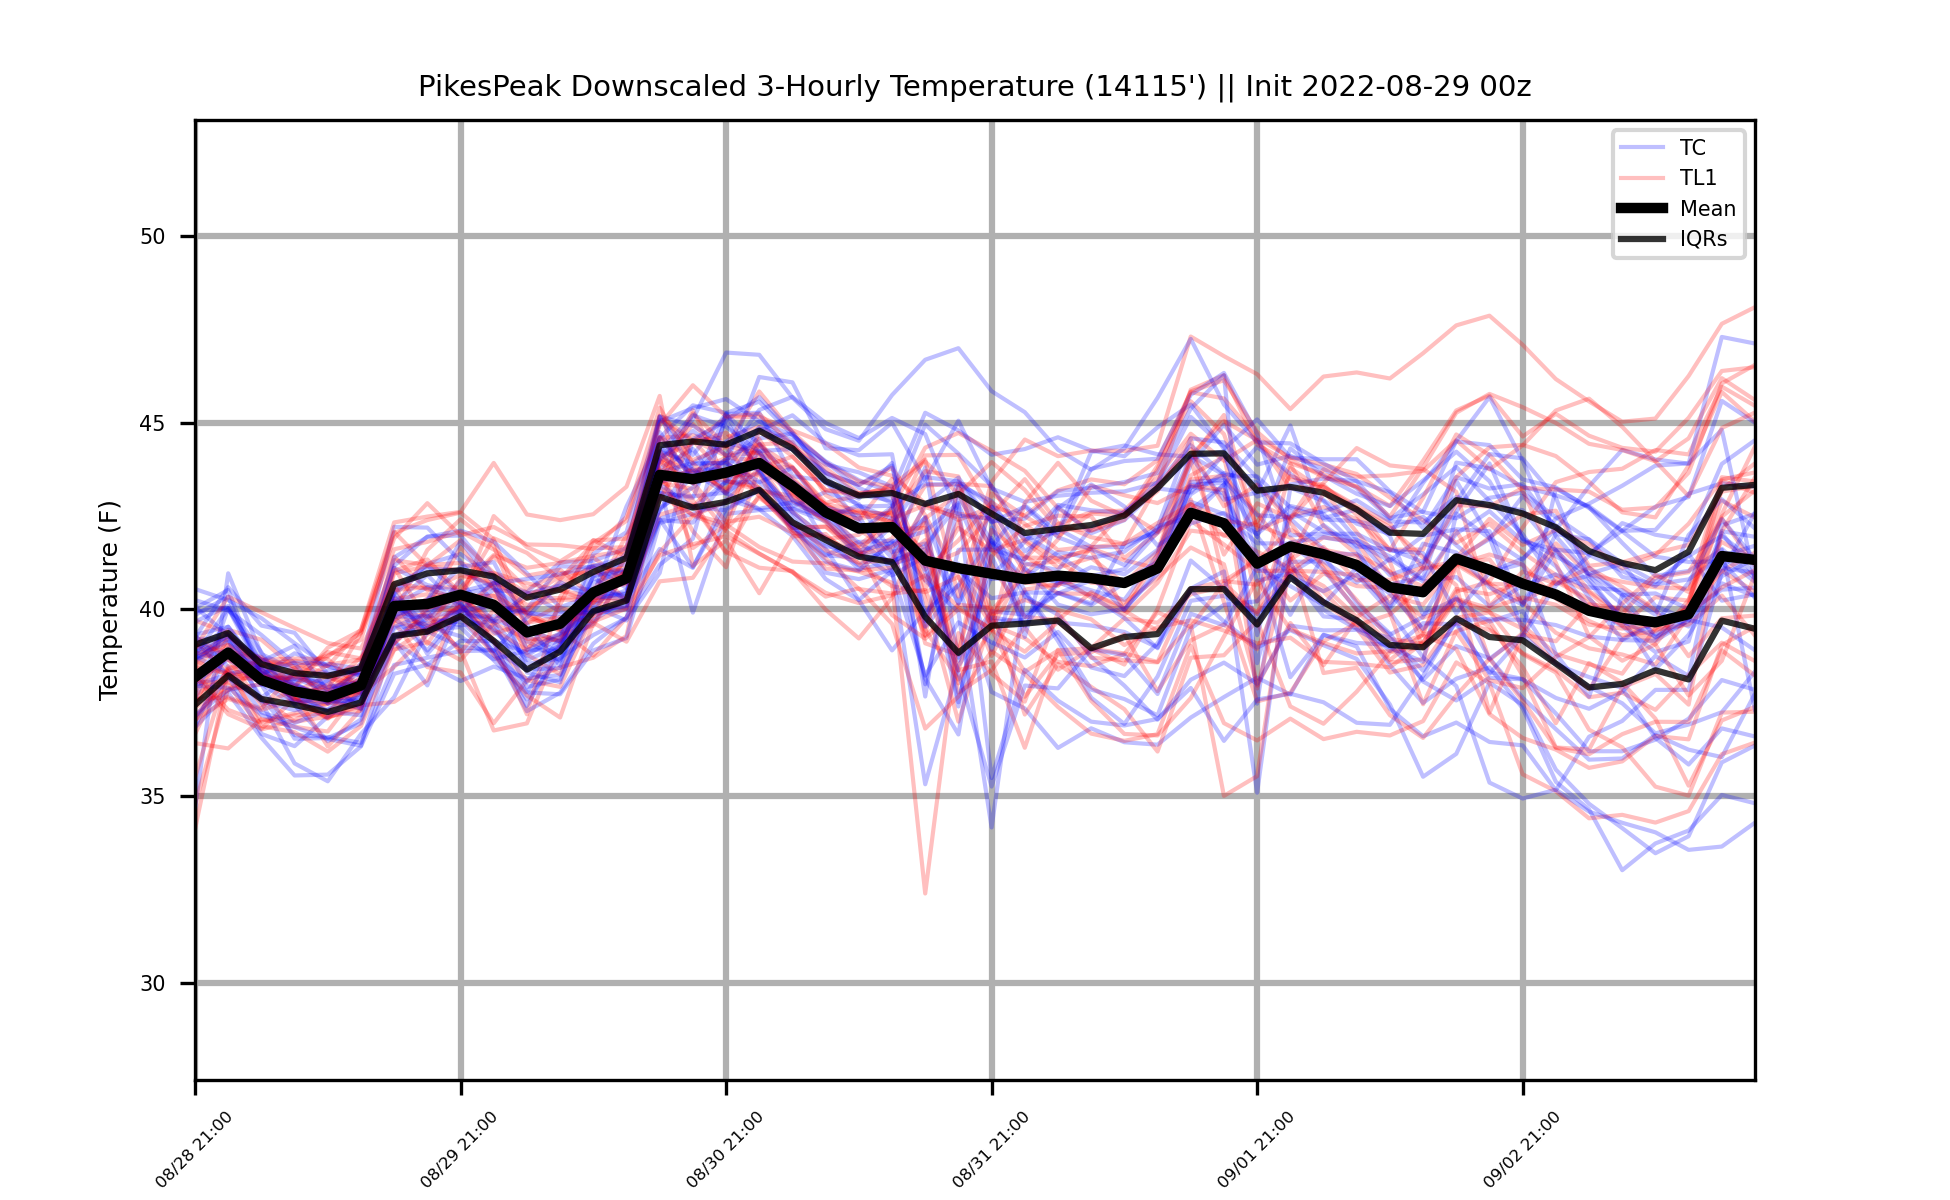 PikesPeak Downscaled 3-Hourly Temperature (14115') || Init 2022-08-29 00z
TC
TL1
Mean
IQRs
Temperature (F)
50
45
40
35
30
08/28 21:00
08/29 21:00
08/30 21:00
08/31 21:00
09/01 21:00
09/02 21:00